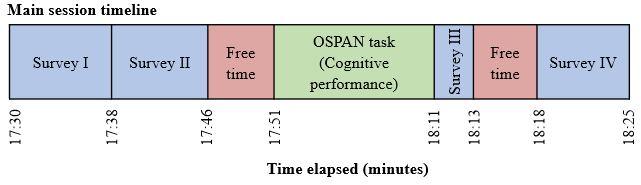 Main session timeline
Survey I
Survey II
Free
time
OSPAN task
(Cognitive
performance)
Survey III
Free
time
Survey IV
17:30
17:38
17:46
17:51
18:11
18:13
18:18
18:25
Time elapsed (minutes)